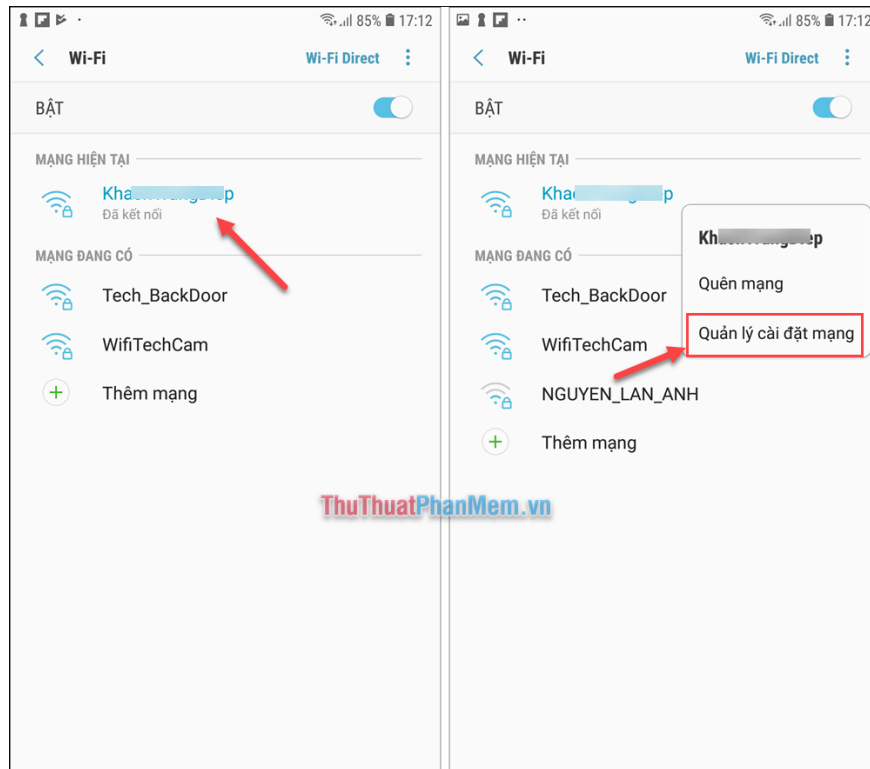 85% 17:12
Wi-Fi Wi-Fi Direct
BẬT
MẠNG HIỆN TẠI
Đã kết nối
MẠNG ĐANG CÓ
Tech_BackDoor
WifiTechCam
Thêm mạng
85% 17:12
Wi-Fi Wi-Fi Direct
BẬT
MẠNG HIỆN TẠI
Đã kết nối
MẠNG ĐANG CÓ
Tech_BackDoor
WifiTechCam
NGUYEN_LAN_ANH
Thêm mạng
Quên mạng
Quản lý cài đặt mạng
ThuThuatPhanMem.vn